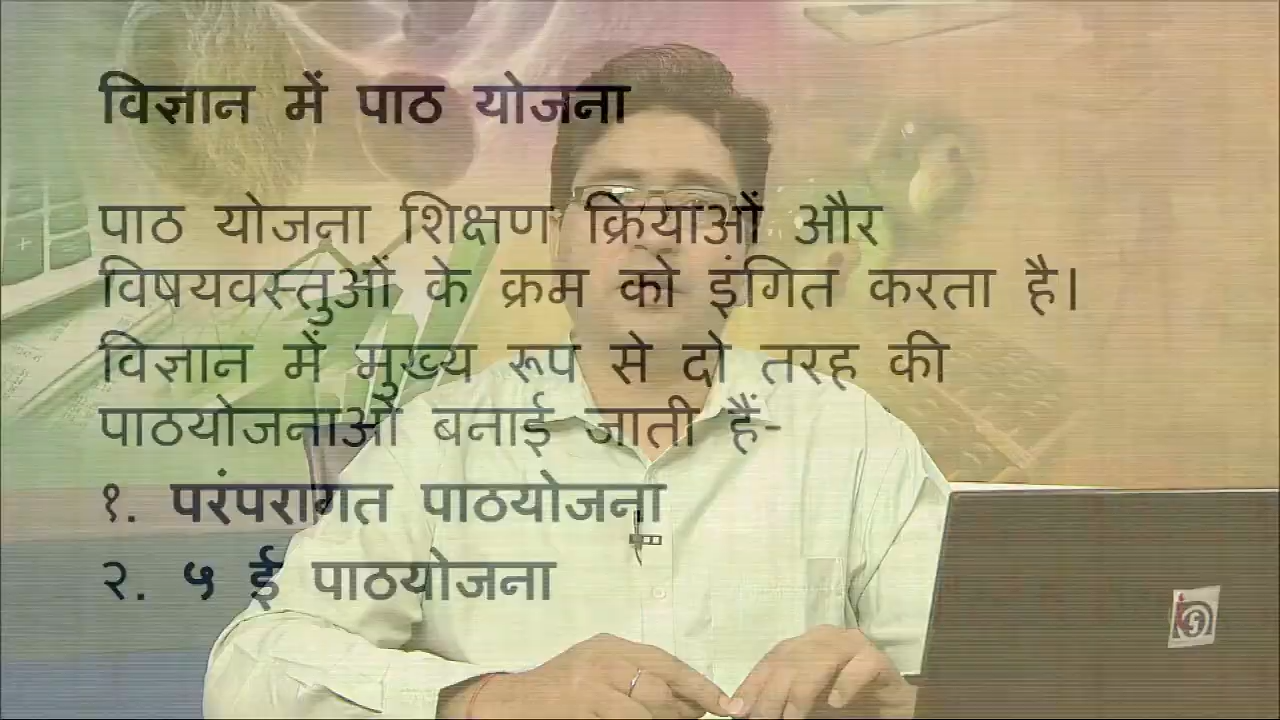 विज्ञान में पाठ योजना
पाठ योजना शिक्षण क्रियाओं और
विषयवस्तुओं के क्रम को इंगित करता है।
विज्ञान में मुख्य रूप से दो तरह की
पाठयोजनाओं बनाई जाती हैं-
१. परंपरागत पाठयोजना
२. ५ ई पाठयोजना